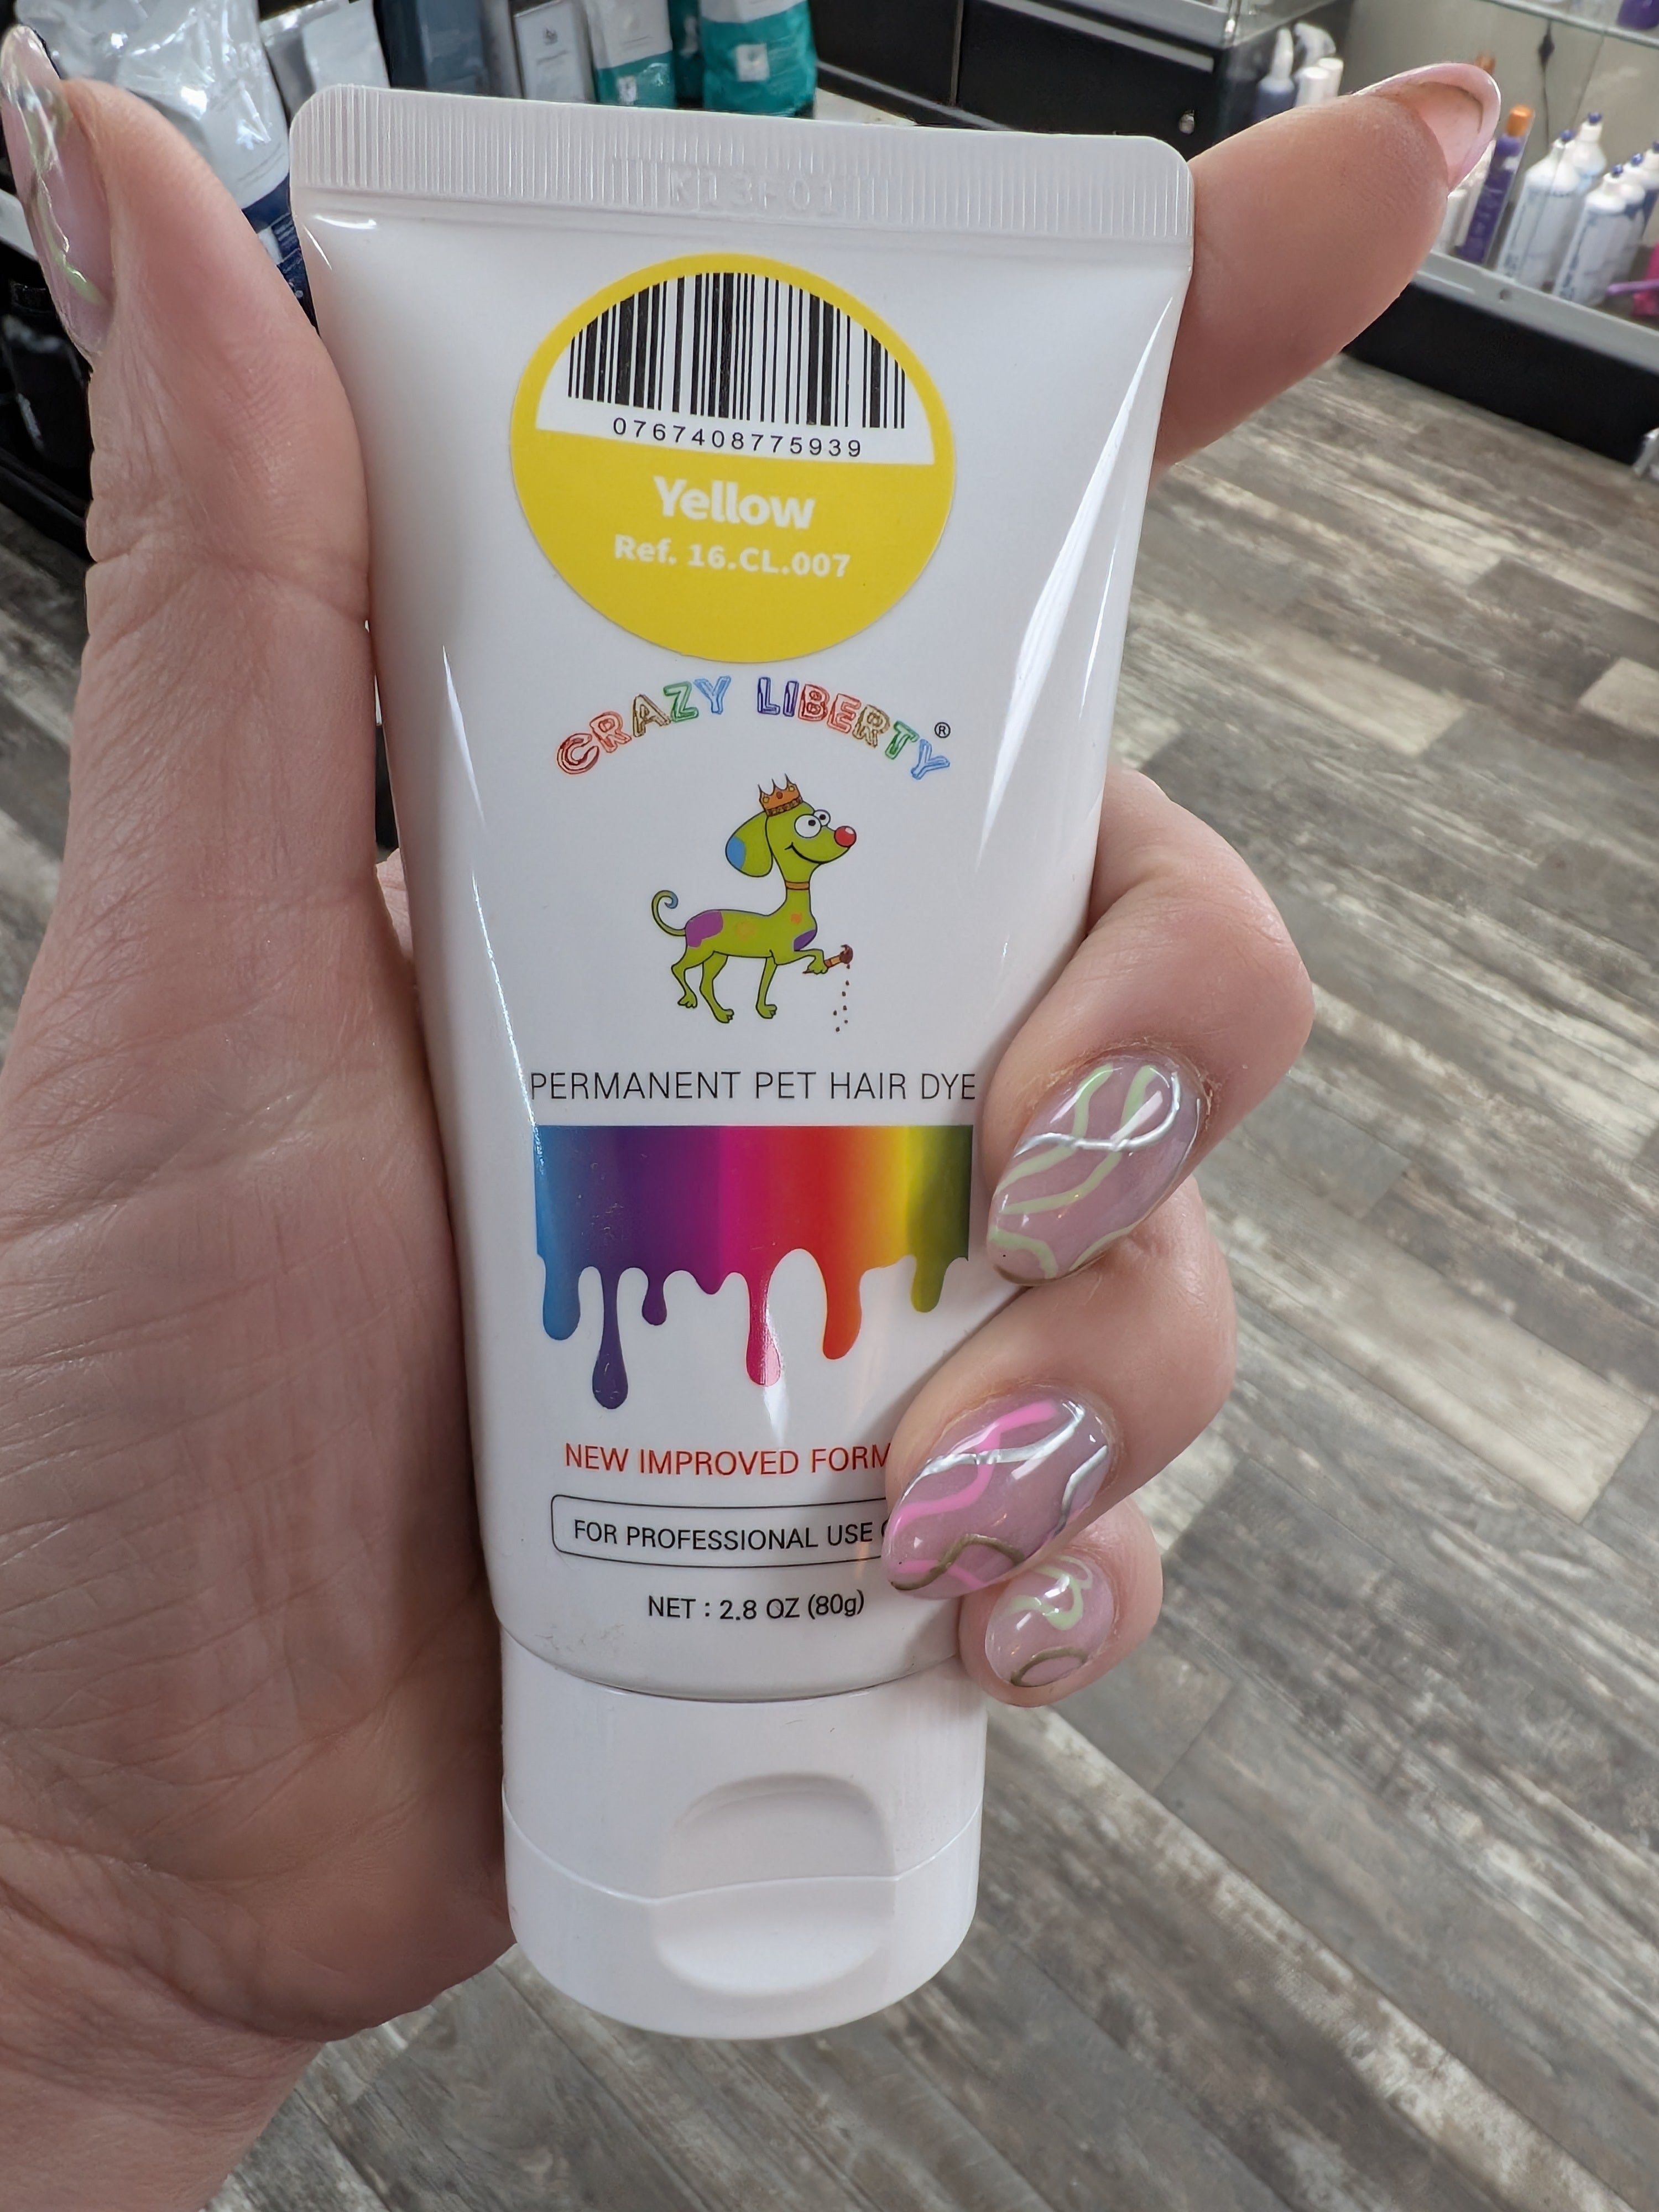 0767408775939
Yellow
Ref. 16.CL.007
CRAZY LIBERTY®
PERMANENT PET HAIR DYE
NEW IMPROVED
FOR PROFESSIONAL USE
NET : 2.8 OZ (80g)